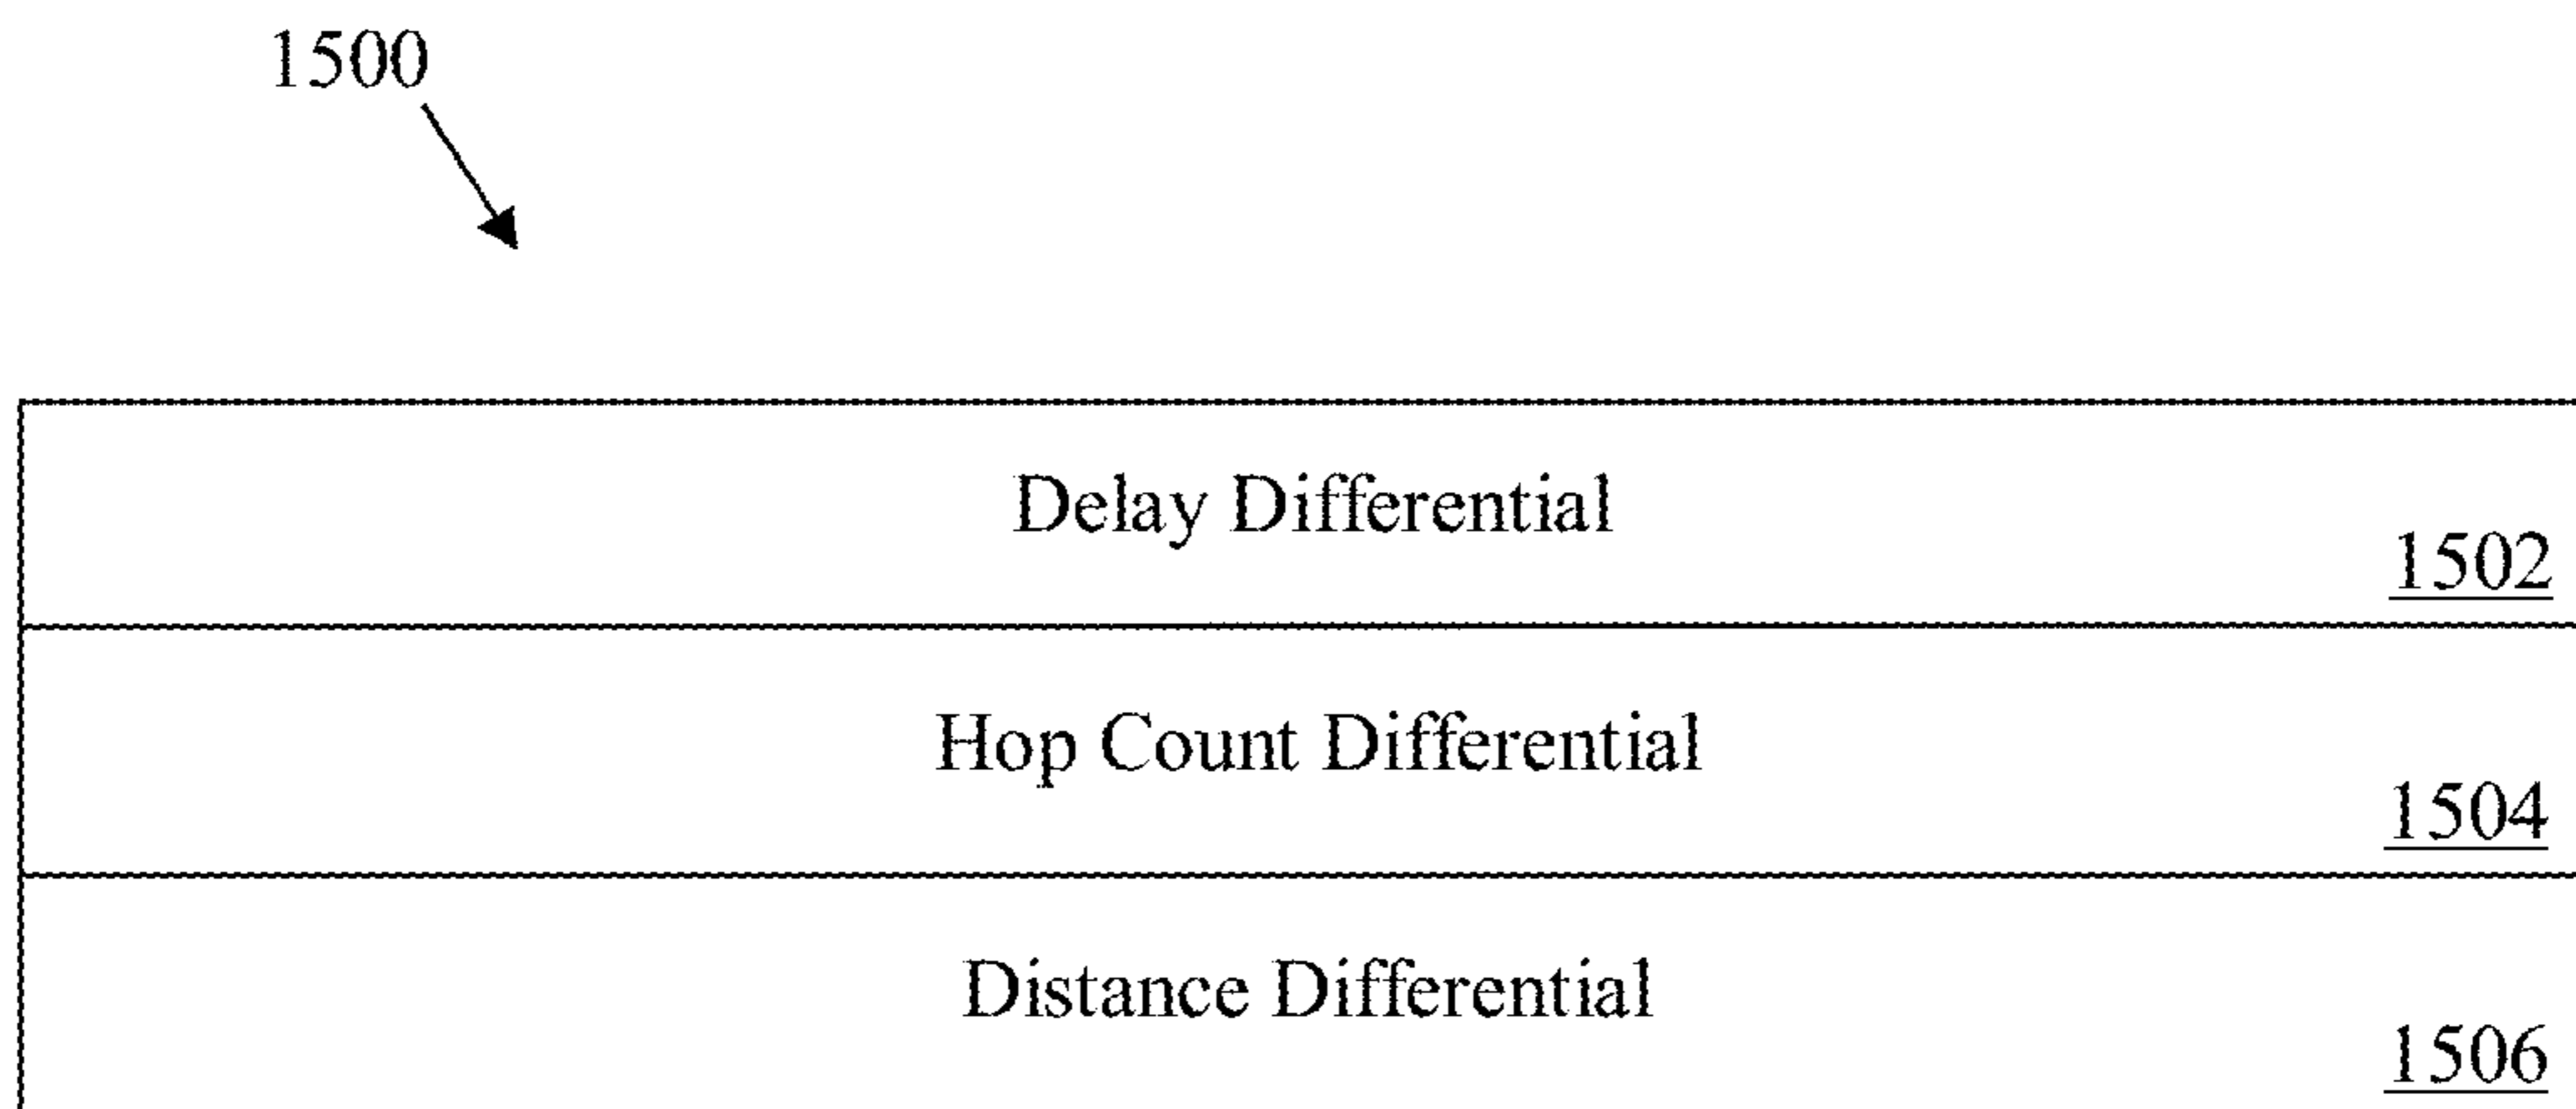 1500
Delay Differential
1502
Hop Count Differential
1504
Distance Differential
1506